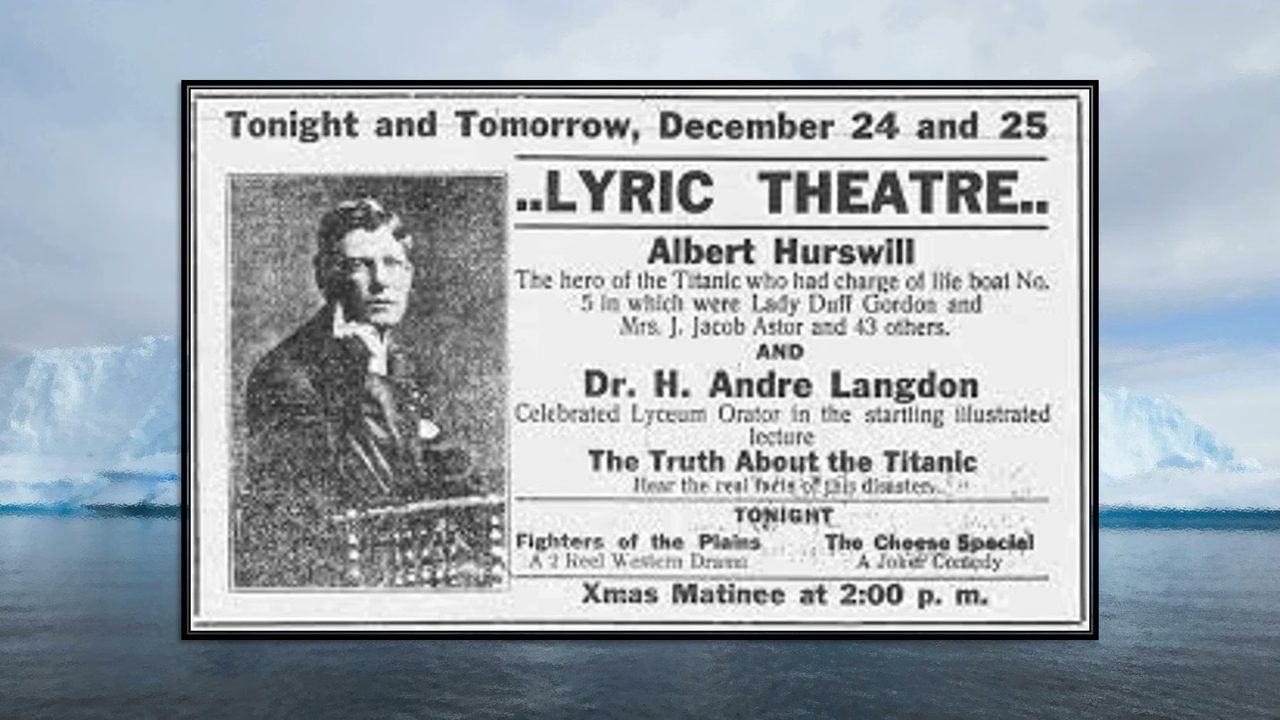 Tonight and Tomorrow, December 24 and 25
..LYRIC THEATRE..
Albert Hurswill
The hero of the Titanic who had charge of life boat No.
5 in which were Lady Duff Gordon and
Mrs. J. Jacob Astor and 43 others.
AND
Dr. H. Andre Langdon
Celebrated Lyceum Orator in the startling illustrated
lecture
The Truth About the Titanic
Hear the real facts of this disaster.
TONIGHT
Fighters of the Plains
A 2 Reel Western Drama
The Cheese Special
A Joker Comedy
Xmas Matinee at 2:00 p. m.